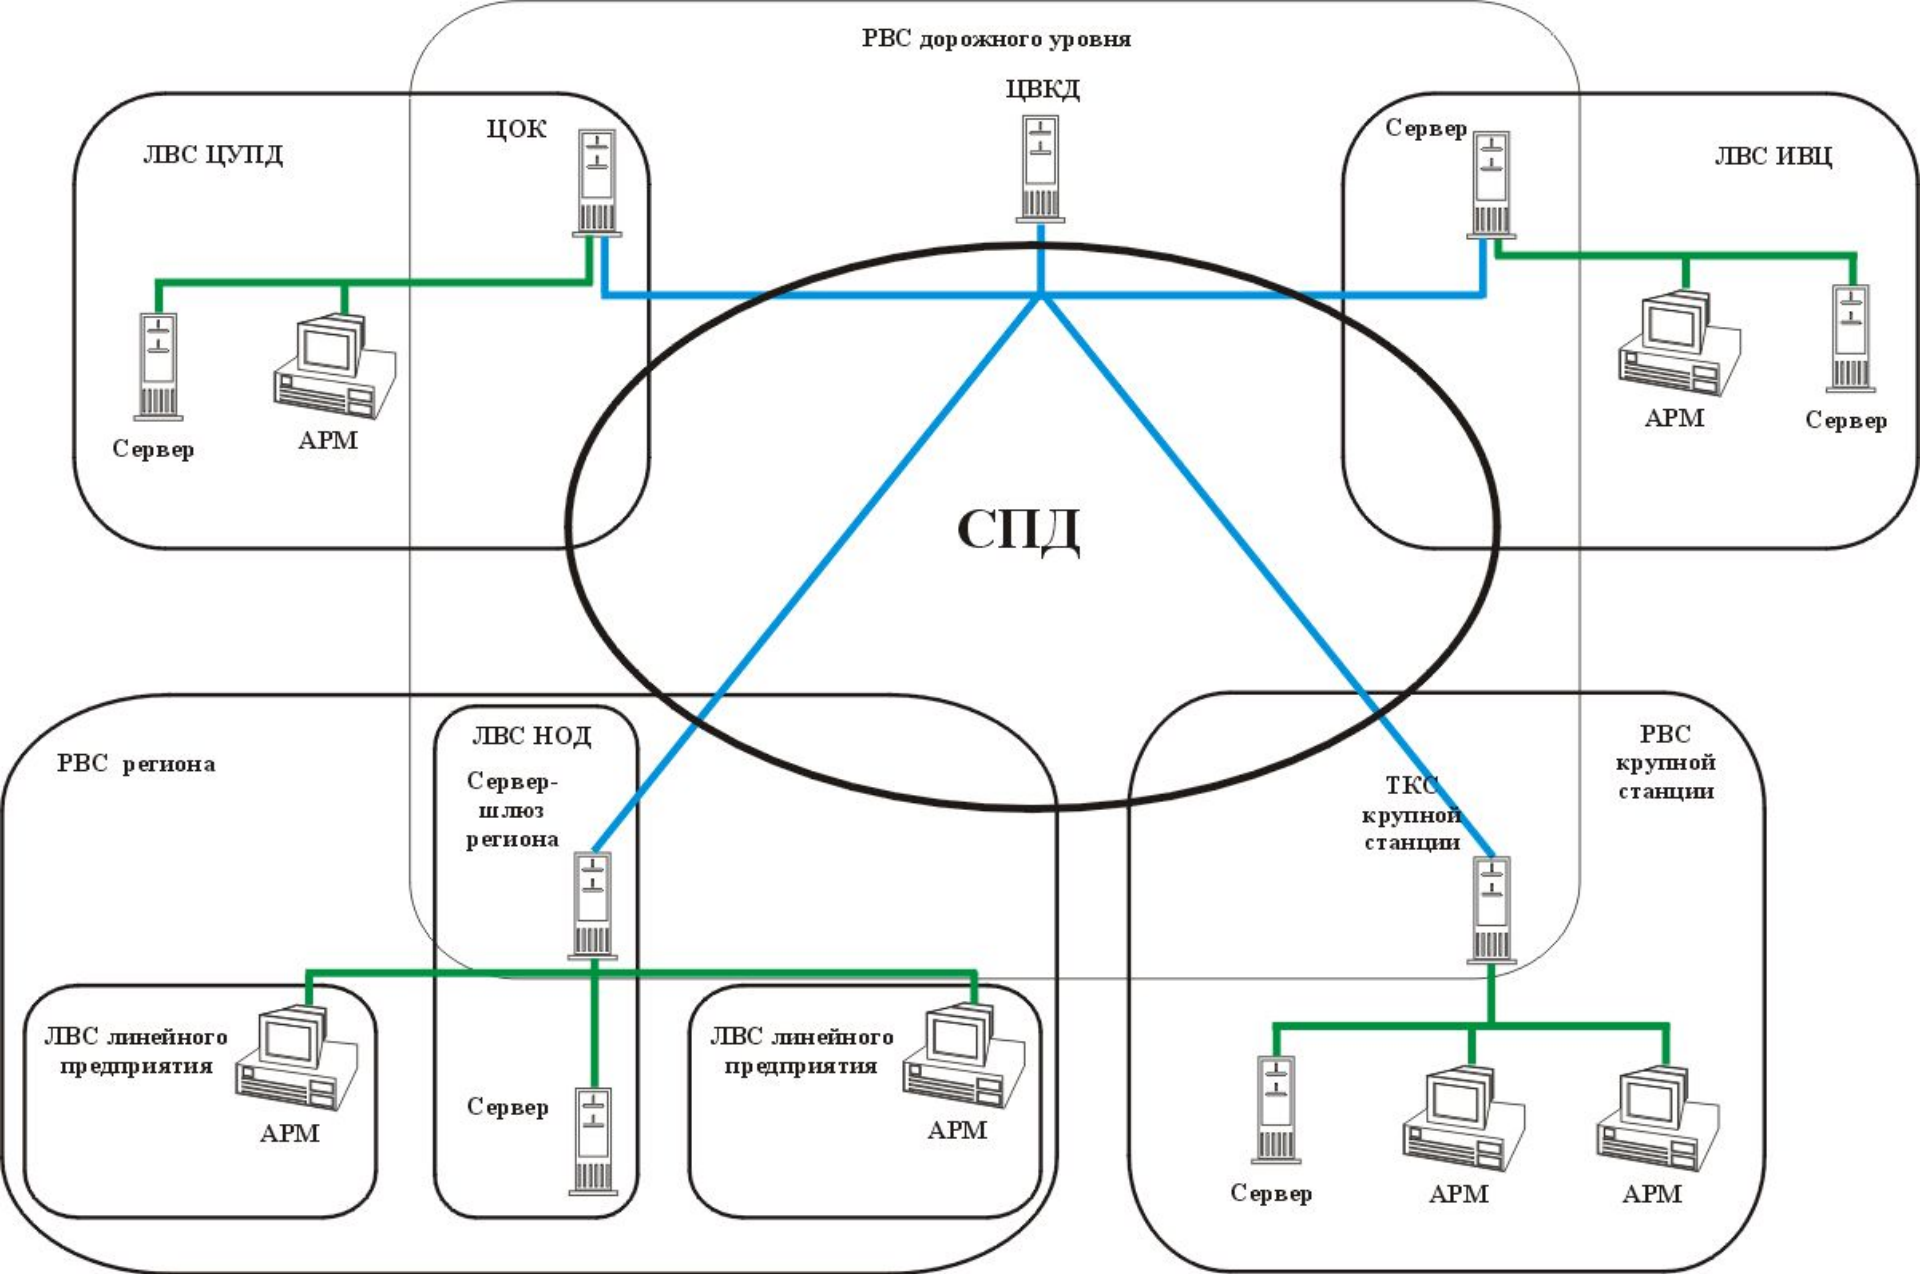 РВС дорожного уровня
ЦВКД
ЦОК
ЛВС ЦУПД
Сервер
ЛВС ИВЦ
Сервер
АРМ
АРМ
Сервер
СПД
РВС региона
ЛВС НОД
Сервер-
шлюз
региона
РВС
крупной
станции
ТКС
крупной
станции
ЛВС линейного
предприятия
АРМ
Сервер
ЛВС линейного
предприятия
АРМ
Сервер
АРМ
АРМ